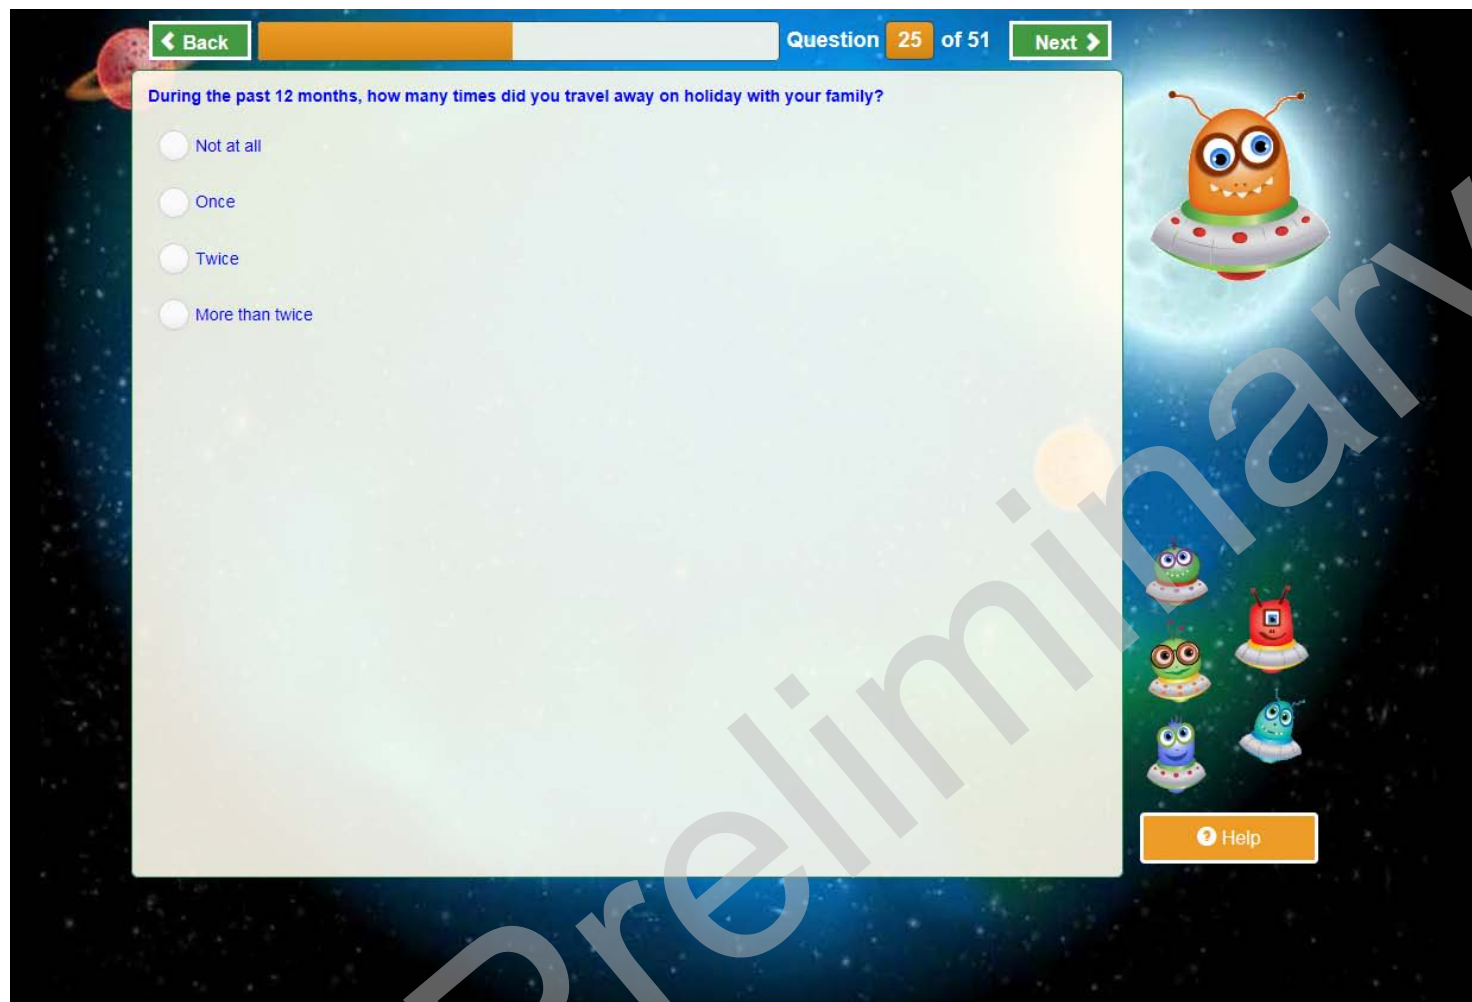 Back
Question 25 of 51
Next
During the past 12 months, how many times did you travel away on holiday with your family?
Not at all
Once
Twice
More than twice
? Help
Preliminary